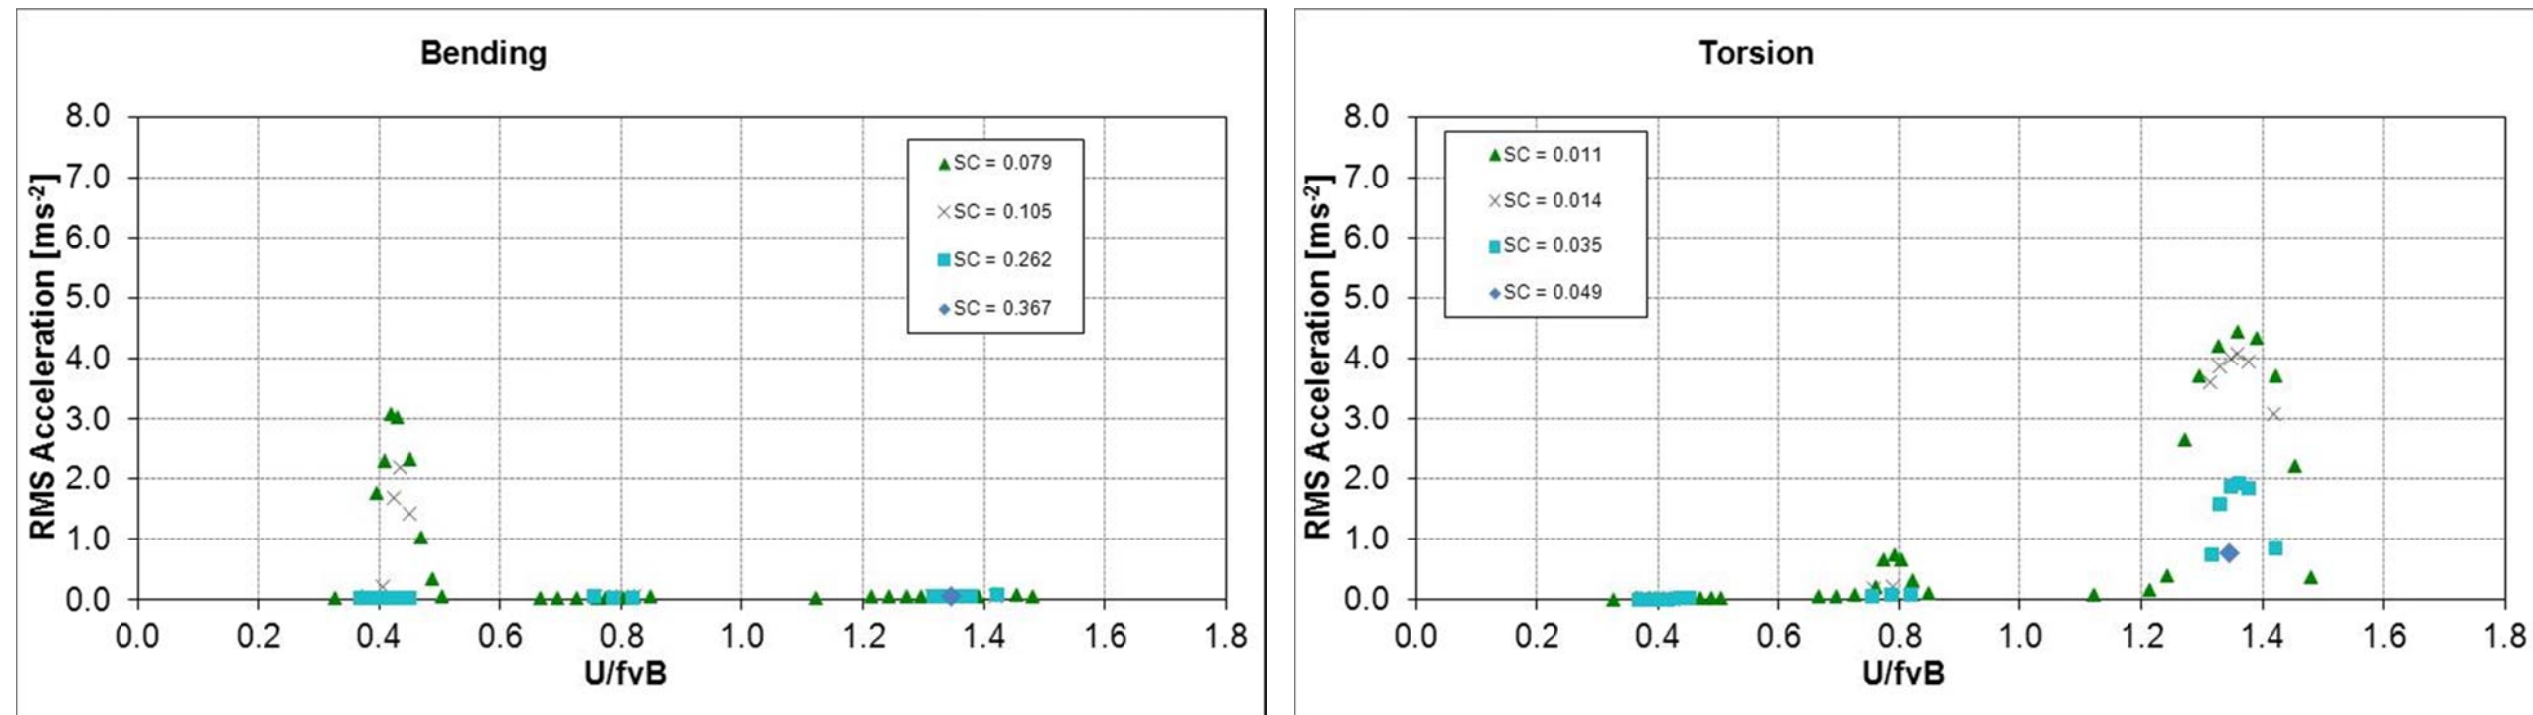 Bending
RMS Acceleration [ms-2]
8.0
7.0
6.0
5.0
4.0
3.0
2.0
1.0
0.0
SC = 0.079
SC = 0.105
SC = 0.262
SC = 0.367
0.0 0.2 0.4 0.6 0.8 1.0 1.2 1.4 1.6 1.8
U/fvB
Torsion
RMS Acceleration [ms-2]
8.0
7.0
6.0
5.0
4.0
3.0
2.0
1.0
0.0
SC = 0.011
SC = 0.014
SC = 0.035
SC = 0.049
0.0 0.2 0.4 0.6 0.8 1.0 1.2 1.4 1.6 1.8
U/fvB